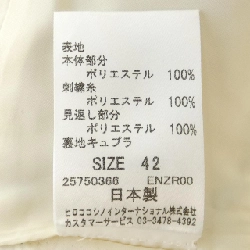 表地
本体部分
ポリエステル 100%
刺繍糸
ポリエステル 100%
見返し部分
ポリエステル 100%
裏地キュプラ
SIZE 42
25750366 ENZR00
日本製
ヒロココシノインターナショナル株式会社
カスタマーサービス 03-3478-4392